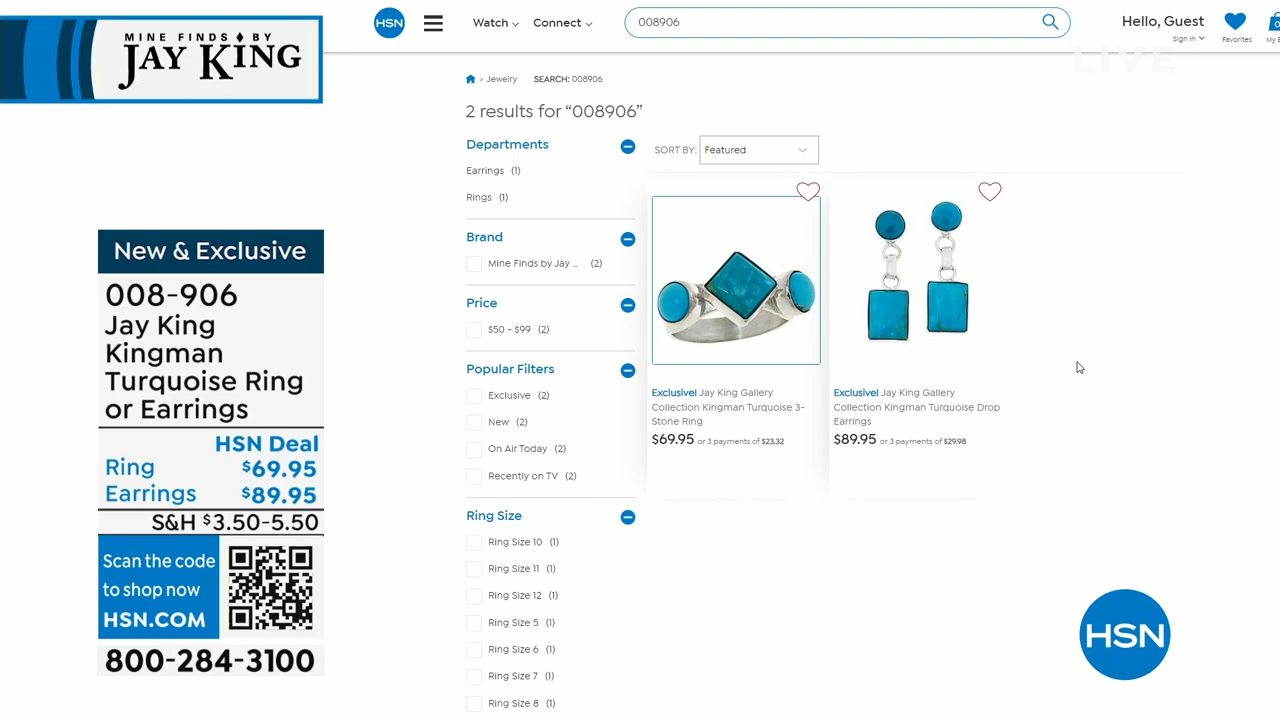 MINE FINDS BY
JAY KING
HSN
Watch
Connect
008906
Hello, Guest
Sign In
Favorites
LIVE
> Jewelry SEARCH: 008906
2 results for “008906”
Departments
Earrings (1)
Rings (1)
Brand
Mine Finds by Jay ... (2)
Price
$50 - $99 (2)
Popular Filters
Exclusive (2)
New (2)
On Air Today (2)
Recently on TV (2)
Ring Size
Ring Size 10 (1)
Ring Size 11 (1)
Ring Size 12 (1)
Ring Size 5 (1)
Ring Size 6 (1)
Ring Size 7 (1)
Ring Size 8 (1)
SORT BY: Featured
Exclusive! Jay King Gallery
Collection Kingman Turquoise 3-
Stone Ring
$69.95 or 3 payments of $23.32
Exclusive! Jay King Gallery
Collection Kingman Turquoise Drop
Earrings
$89.95 or 3 payments of $29.98
New & Exclusive
008-906
Jay King
Kingman
Turquoise Ring
or Earrings
HSN Deal
Ring $69.95
Earrings $89.95
S&H $3.50-5.50
Scan the code
to shop now
HSN.COM
800-284-3100
HSN